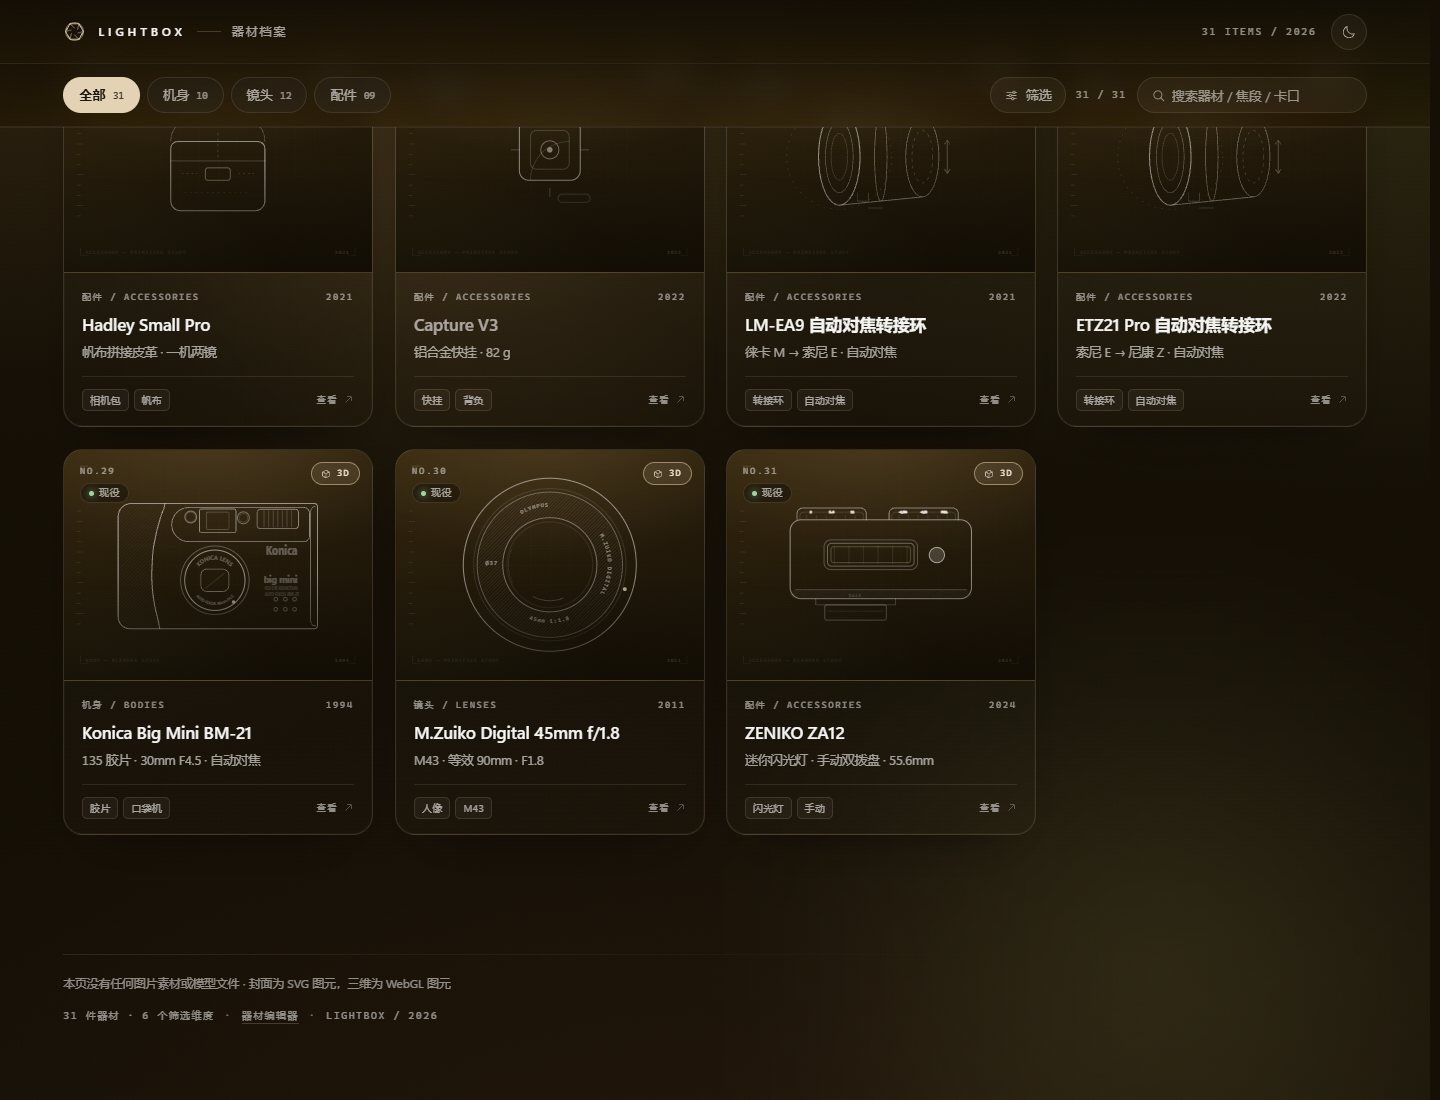 LIGHTBOX 器材档案
31 ITEMS / 2026
全部 31
机身 10
镜头 12
配件 09
筛选
31 / 31
搜索器材 / 焦段 / 卡口
配件 / ACCESSORIES 2021
Hadley Small Pro
帆布拼接皮革 · 一机两镜
相机包 帆布 查看
配件 / ACCESSORIES 2022
Capture V3
铝合金快挂 · 82 g
快挂 背负 查看
配件 / ACCESSORIES 2021
LM-EA9 自动对焦转接环
徕卡 M → 索尼 E · 自动对焦
转接环 自动对焦 查看
配件 / ACCESSORIES 2022
ETZ21 Pro 自动对焦转接环
索尼 E → 尼康 Z · 自动对焦
转接环 自动对焦 查看
NO.29
3D
现役
KONICA LENS
Konica
big mini
机身 / BODIES 1994
Konica Big Mini BM-21
135 胶片 · 30mm F4.5 · 自动对焦
胶片 口袋机 查看
NO.30
3D
现役
OLYMPUS
Ø37
M.ZUIKO DIGITAL
45mm 1:1.8
镜头 / LENSES 2011
M.Zuiko Digital 45mm f/1.8
M43 · 等效 90mm · F1.8
人像 M43 查看
NO.31
3D
现役
配件 / ACCESSORIES 2024
ZENIKO ZA12
迷你闪光灯 · 手动双拨盘 · 55.6mm
闪光灯 手动 查看
本页没有任何图片素材或模型文件 · 封面为 SVG 图元，三维为 WebGL 图元
31 件器材 · 6 个筛选维度 · 器材编辑器 · LIGHTBOX / 2026